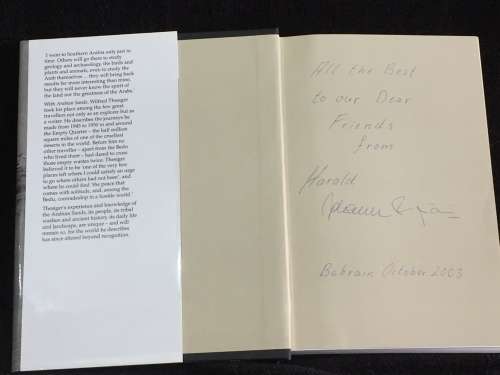 'I went to Southern Arabia only just in
time. Others will go there to study
geology and archaeology, the birds and
plants and animals, even to study the
Arab themselves ... they will bring back
results far more interesting than mine,
but they will never know the spirit of
the land nor the greatness of the Arabs.
With Arabian Sands, Wilfred Thesiger
took his place among the few great
travellers not only as an explorer but as
a writer. He describes the journeys he
made from 1945 to 1950 in and around
the Empty Quarter – the half million
square miles of one of the cruellest
deserts in the world. Before him no
other traveller – apart from the Bedu
who lived there – had dared to cross
those empty wastes twice. Thesiger
believed it to be 'one of the very few
places left where I could satisfy an urge
to go where others had not been', and
where he could find 'the peace that
comes with solitude, and, among the
Bedu, comradeship in a hostile world.'
Thesiger's experience and knowledge of
the Arabian Sands, its people, its tribal
warfare and ancient history, its daily life
and landscape, are unique – and will
remain so, for the world he describes
has since altered beyond recognition.
All the Best
to our Dear
Friends
from
Harald
Bahrain October 2003